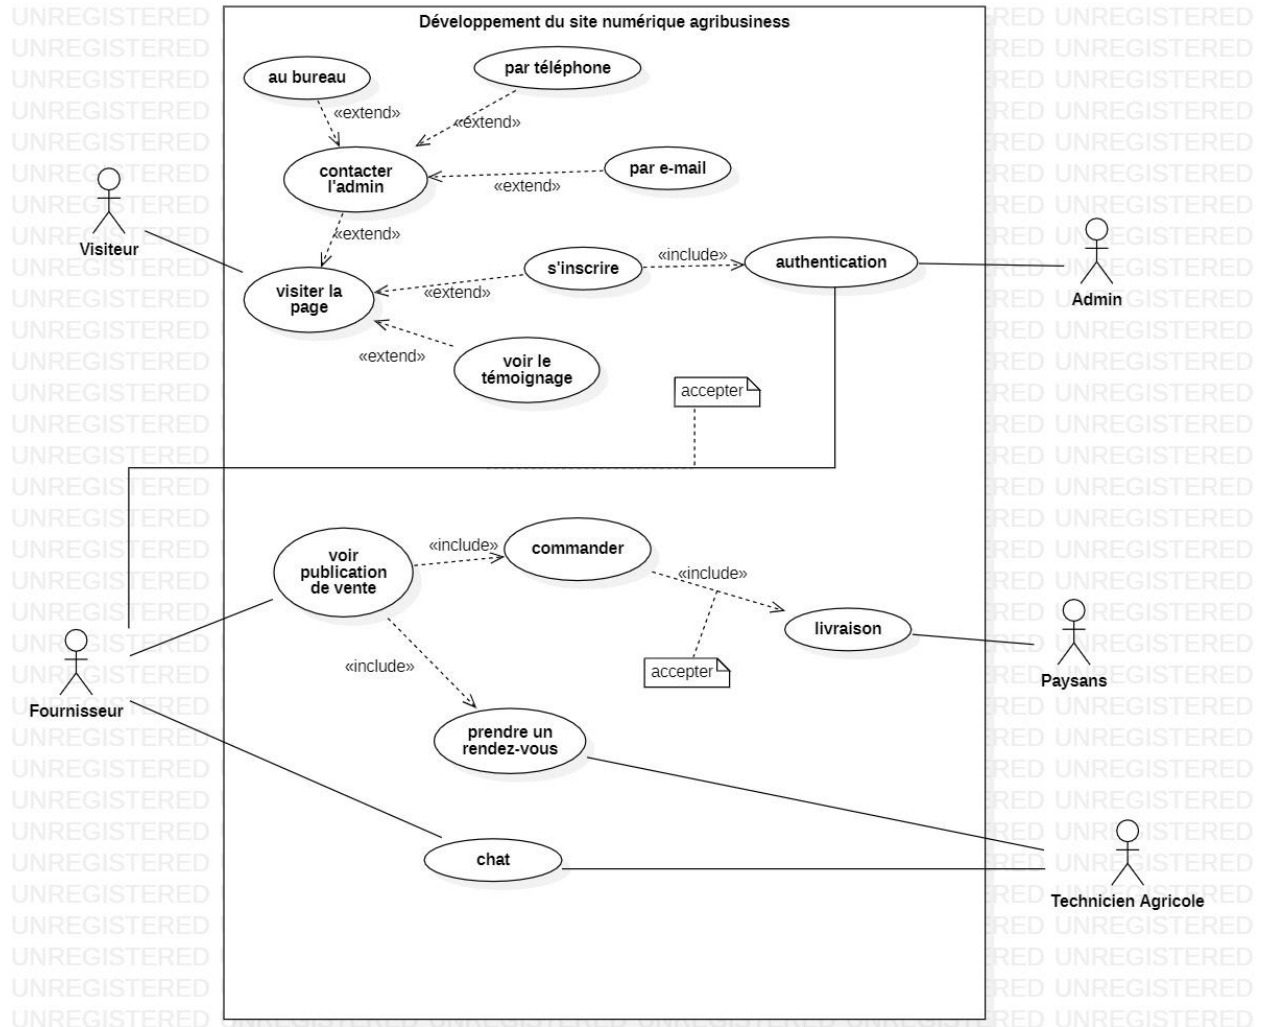 Développement du site numérique agribusiness
au bureau
par téléphone
«extend»
«extend»
contacter
l'admin
par e-mail
«extend»
«extend»
Visiteur
s'inscrire
«include»
authentication
visiter la
page
«extend»
Admin
«extend»
voir le
témoignage
accepter
voir
publication
de vente
«include»
commander
«include»
livraison
«include»
accepter
Paysans
Fournisseur
prendre un
rendez-vous
chat
Technicien Agricole
UNREGISTERED